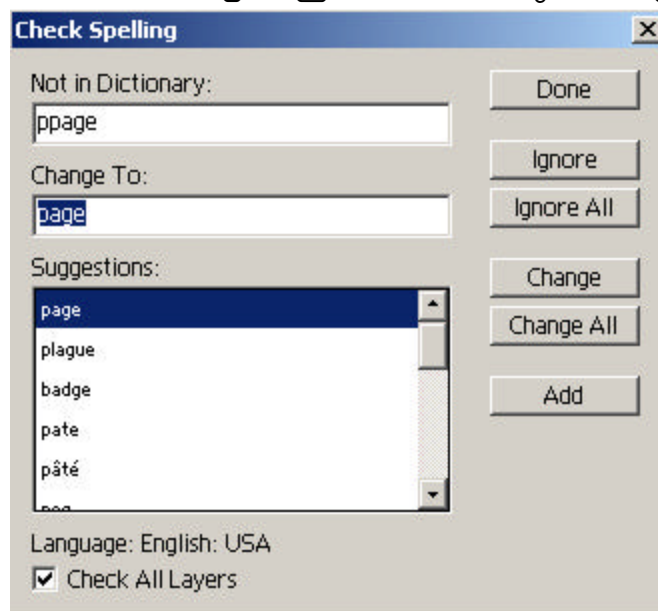 Check Spelling
Not in Dictionary:
ppage
Change To:
page
Suggestions:
page
plague
badge
pate
pâté
Language: English: USA
Check All Layers
Done
Ignore
Ignore All
Change
Change All
Add